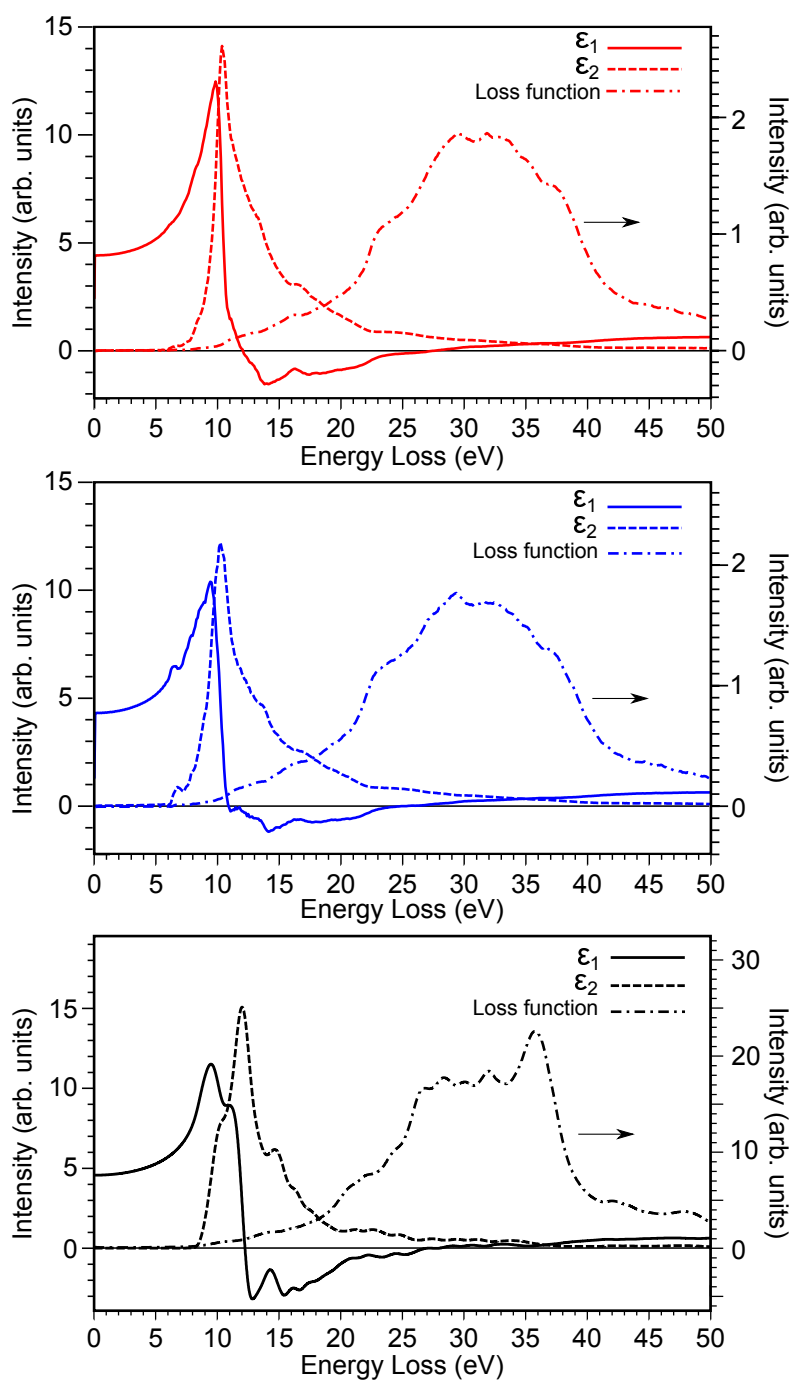 15
ε1
ε2
Loss function
2
10
Intensity (arb. units)
Intensity (arb. units)
5
1
0
0
0 5 10 15 20 25 30 35 40 45 50
Energy Loss (eV)
15
ε1
ε2
Loss function
2
10
Intensity (arb. units)
Intensity (arb. units)
5
1
0
0
0 5 10 15 20 25 30 35 40 45 50
Energy Loss (eV)
ε1
30
ε2
Loss function
15
20
Intensity (arb. units)
Intensity (arb. units)
10
5
10
0
0
0 5 10 15 20 25 30 35 40 45 50
Energy Loss (eV)